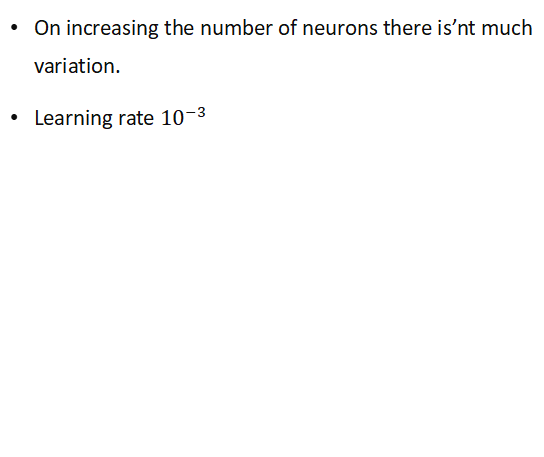 • On increasing the number of neurons there is’nt much
variation.
• Learning rate 10⁻³